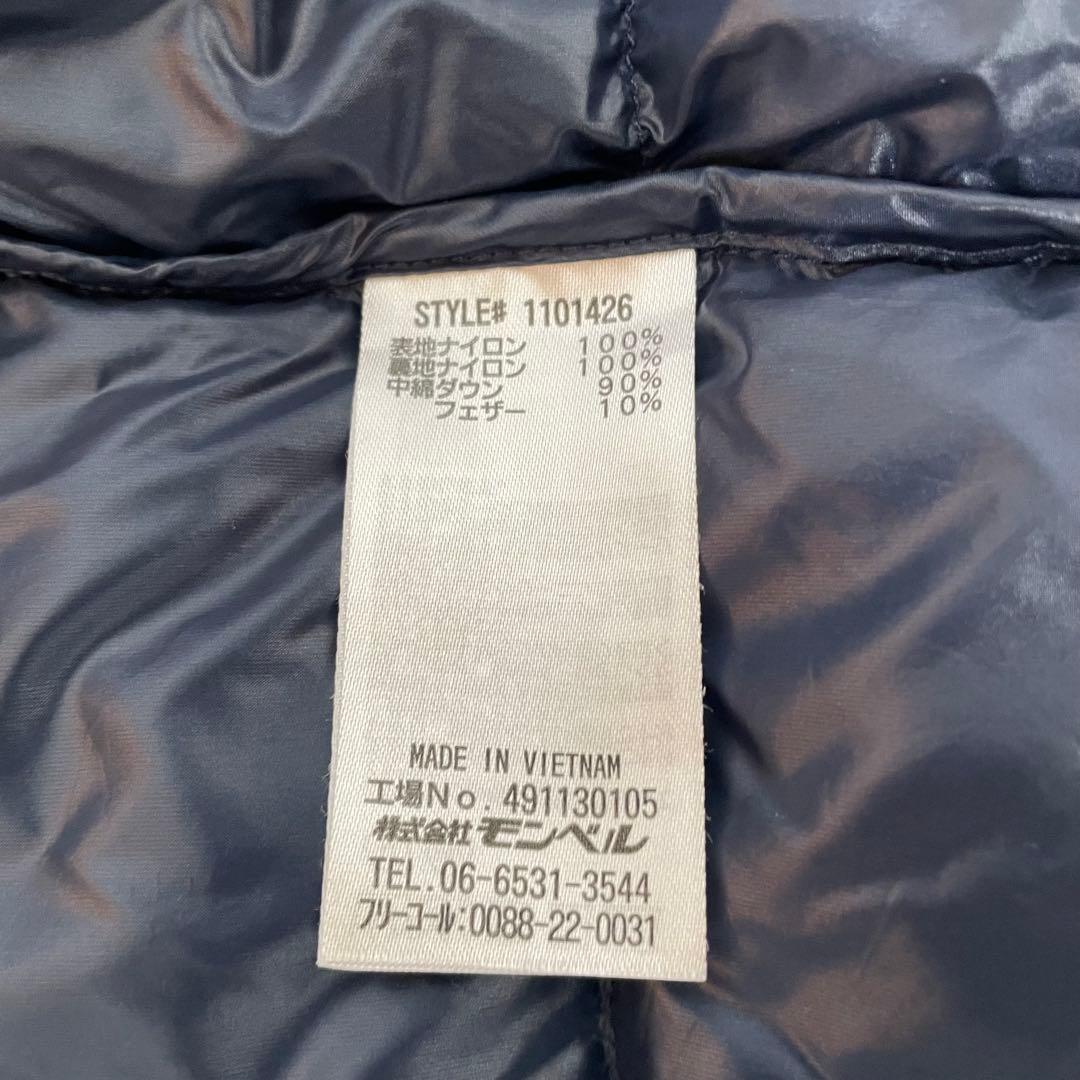 STYLE# 1101426
表地ナイロン 100%
裏地ナイロン 100%
中綿ダウン 90%
フェザー 10%
MADE IN VIETNAM
工場No.491130105
株式会社モンベル
TEL.06-6531-3544
フリーコール:0088-22-0031